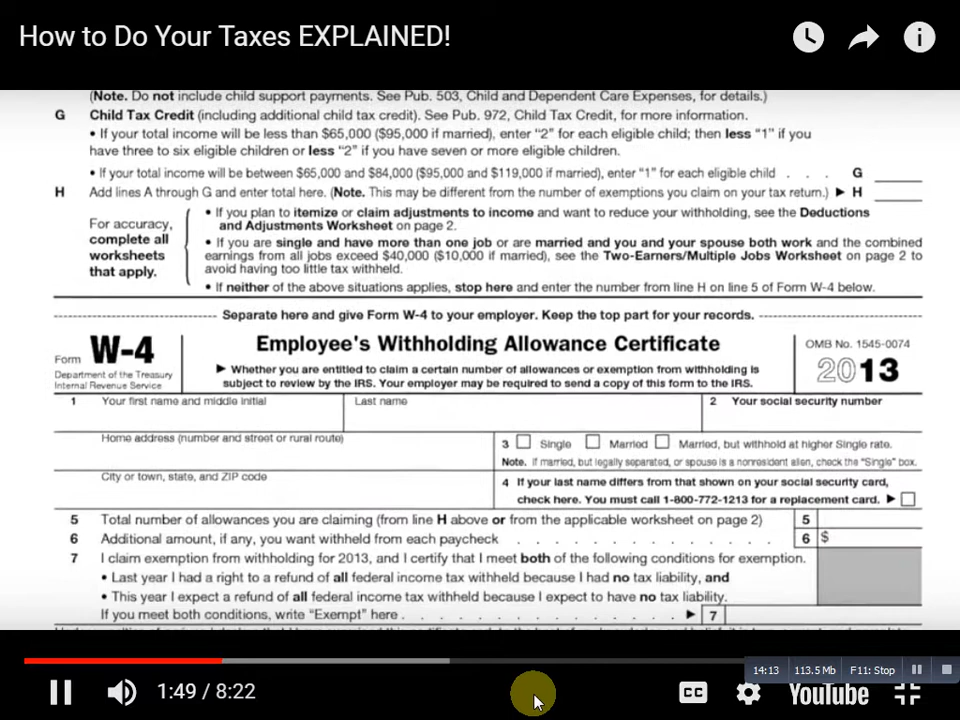 How to Do Your Taxes EXPLAINED!
(Note. Do not include child support payments. See Pub. 503, Child and Dependent Care Expenses, for details.)
G Child Tax Credit (including additional child tax credit). See Pub. 972, Child Tax Credit, for more information.
• If your total income will be less than $65,000 ($95,000 if married), enter “2” for each eligible child; then less “1” if you
have three to six eligible children or less “2” if you have seven or more eligible children.
• If your total income will be between $65,000 and $84,000 ($95,000 and $119,000 if married), enter “1” for each eligible child . . . G
H Add lines A through G and enter total here. (Note. This may be different from the number of exemptions you claim on your tax return.) ▶ H
For accuracy,
complete all
worksheets
that apply.
• If you plan to itemize or claim adjustments to income and want to reduce your withholding, see the Deductions
and Adjustments Worksheet on page 2.
• If you are single and have more than one job or are married and you and your spouse both work and the combined
earnings from all jobs exceed $40,000 ($10,000 if married), see the Two-Earners/Multiple Jobs Worksheet on page 2 to
avoid having too little tax withheld.
• If neither of the above situations applies, stop here and enter the number from line H on line 5 of Form W-4 below.
Separate here and give Form W-4 to your employer. Keep the top part for your records.
Form W-4
Department of the Treasury
Internal Revenue Service
Employee's Withholding Allowance Certificate
▶ Whether you are entitled to claim a certain number of allowances or exemption from withholding is
subject to review by the IRS. Your employer may be required to send a copy of this form to the IRS.
OMB No. 1545-0074
2013
1 Your first name and middle initial
Last name
2 Your social security number
Home address (number and street or rural route)
3 Single Married Married, but withhold at higher Single rate.
Note. If married, but legally separated, or spouse is a nonresident alien, check the “Single” box.
City or town, state, and ZIP code
4 If your last name differs from that shown on your social security card,
check here. You must call 1-800-772-1213 for a replacement card. ▶
5 Total number of allowances you are claiming (from line H above or from the applicable worksheet on page 2) 5
6 Additional amount, if any, you want withheld from each paycheck . . . . . . . . . . . . . . 6 $
7 I claim exemption from withholding for 2013, and I certify that I meet both of the following conditions for exemption.
• Last year I had a right to a refund of all federal income tax withheld because I had no tax liability, and
• This year I expect a refund of all federal income tax withheld because I expect to have no tax liability.
If you meet both conditions, write “Exempt” here . . . . . . . . . . . . . . . ▶ 7
14:13 113.5 Mb F11: Stop
1:49 / 8:22
CC
YouTube